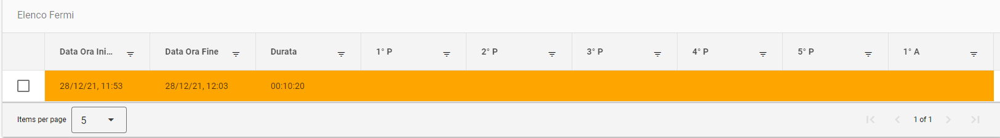 Elenco Fermi
Data Ora Ini... Data Ora Fine Durata 1° P 2° P 3° P 4° P 5° P 1° A
28/12/21, 11:53 28/12/21, 12:03 00:10:20
Items per page 5 1 of 1